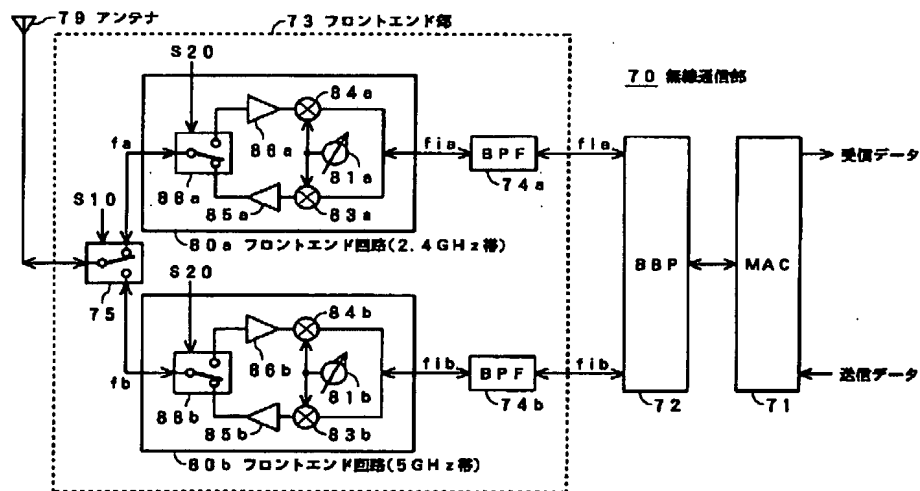 79 アンテナ
73 フロントエンド部
70 無線通信部
S20
84a
86a
81a
88a
85a
83a
fa
fia
BPF
74a
fia
80a フロントエンド回路(2.4GHz帯)
S10
75
S20
84b
86b
81b
88b
85b
83b
fb
fib
BPF
74b
fib
80b フロントエンド回路(5GHz帯)
BBP
72
MAC
71
受信データ
送信データ